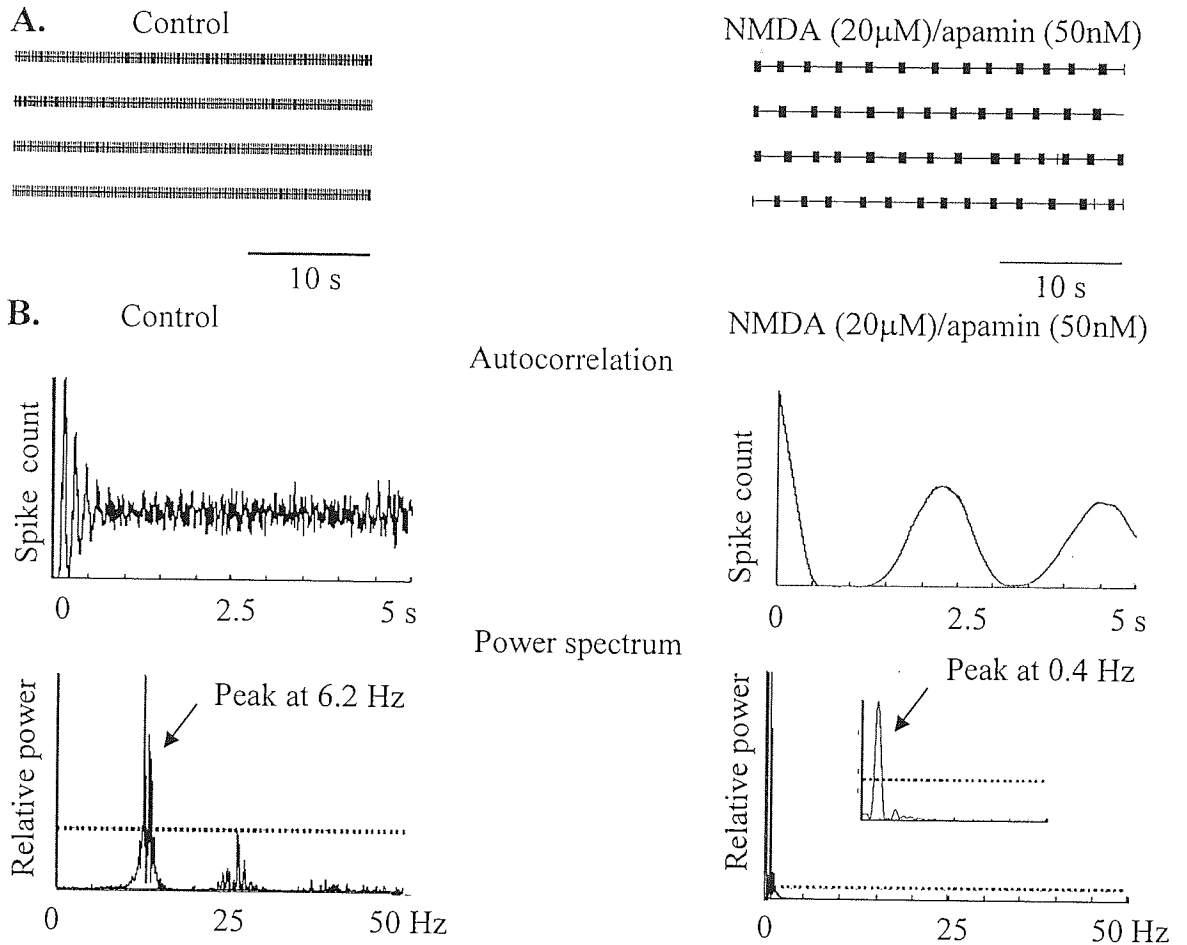 A.
Control
NMDA (20μM)/apamin (50nM)
10 s
10 s
B.
Control
NMDA (20μM)/apamin (50nM)
Autocorrelation
Spike count
0
2.5
5 s
Spike count
0
2.5
5 s
Power spectrum
Relative power
Peak at 6.2 Hz
0
25
50 Hz
Relative power
Peak at 0.4 Hz
0
25
50 Hz